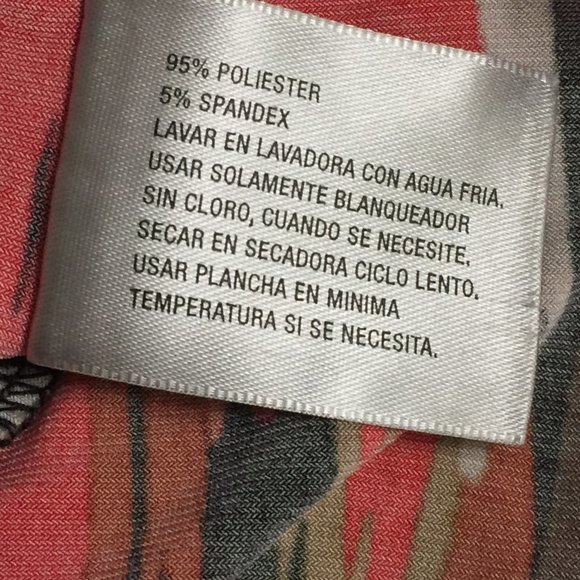 95% POLIESTER
5% SPANDEX
LAVAR EN LAVADORA CON AGUA FRIA.
USAR SOLAMENTE BLANQUEADOR
SIN CLORO, CUANDO SE NECESITE.
SECAR EN SECADORA CICLO LENTO.
USAR PLANCHA EN MINIMA
TEMPERATURA SI SE NECESITA.